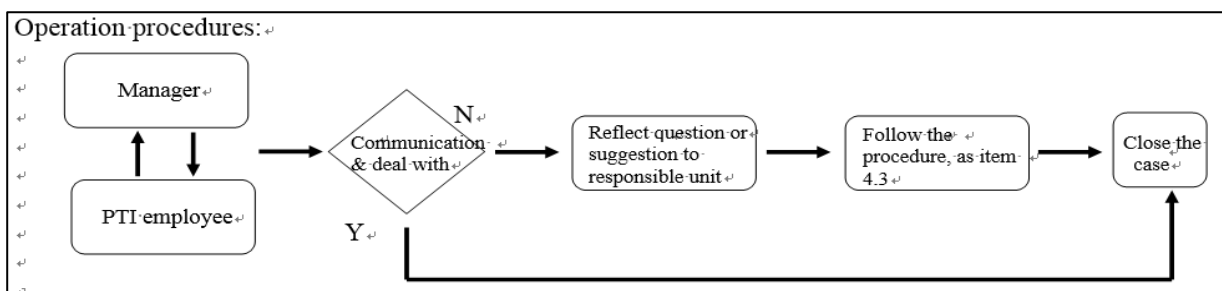 Operation procedures:
Manager
PTI employee
Communication
& deal with
N
Y
Reflect question or
suggestion to
responsible unit
Follow the
procedure, as item
4.3
Close the
case